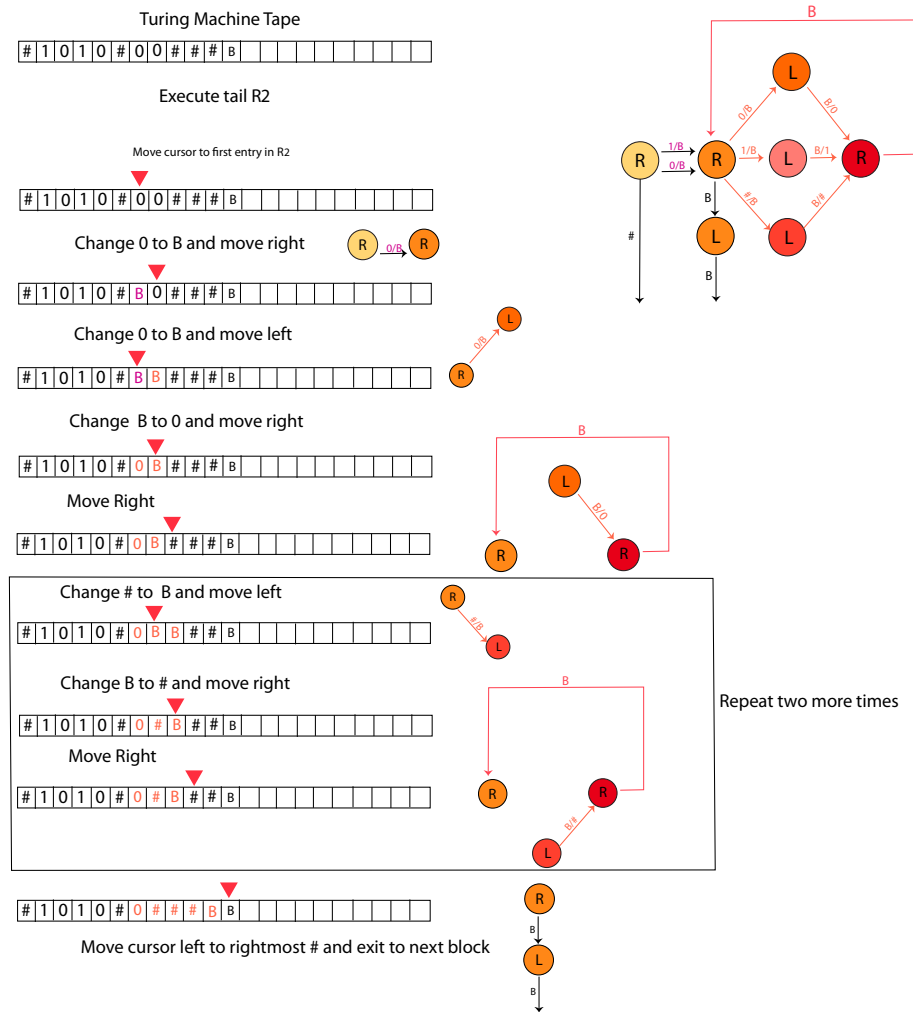 Turing Machine Tape
B
# 1 0 1 0 # 0 0 # # # B
L
Execute tail R2
0/B
B/0
Move cursor to first entry in R2
R
1/B
0/B
R
1/B
L
B/1
R
# 1 0 1 0 # 0 0 # # # B
B
#/B
B/#
Change 0 to B and move right
R
0/B
R
#
L
L
# 1 0 1 0 # B 0 # # # B
B
Change 0 to B and move left
L
0/B
# 1 0 1 0 # B B # # # B
R
Change B to 0 and move right
B
# 1 0 1 0 # 0 B # # # B
L
Move Right
B/0
# 1 0 1 0 # 0 B # # # B
R
R
Change # to B and move left
R
# 1 0 1 0 # 0 B B # # B
#/B
L
Change B to # and move right
B
Repeat two more times
# 1 0 1 0 # 0 # B # # B
Move Right
# 1 0 1 0 # 0 # B # # B
R
R
B/#
L
R
# 1 0 1 0 # 0 # # # B B
B
Move cursor left to rightmost # and exit to next block
L
B